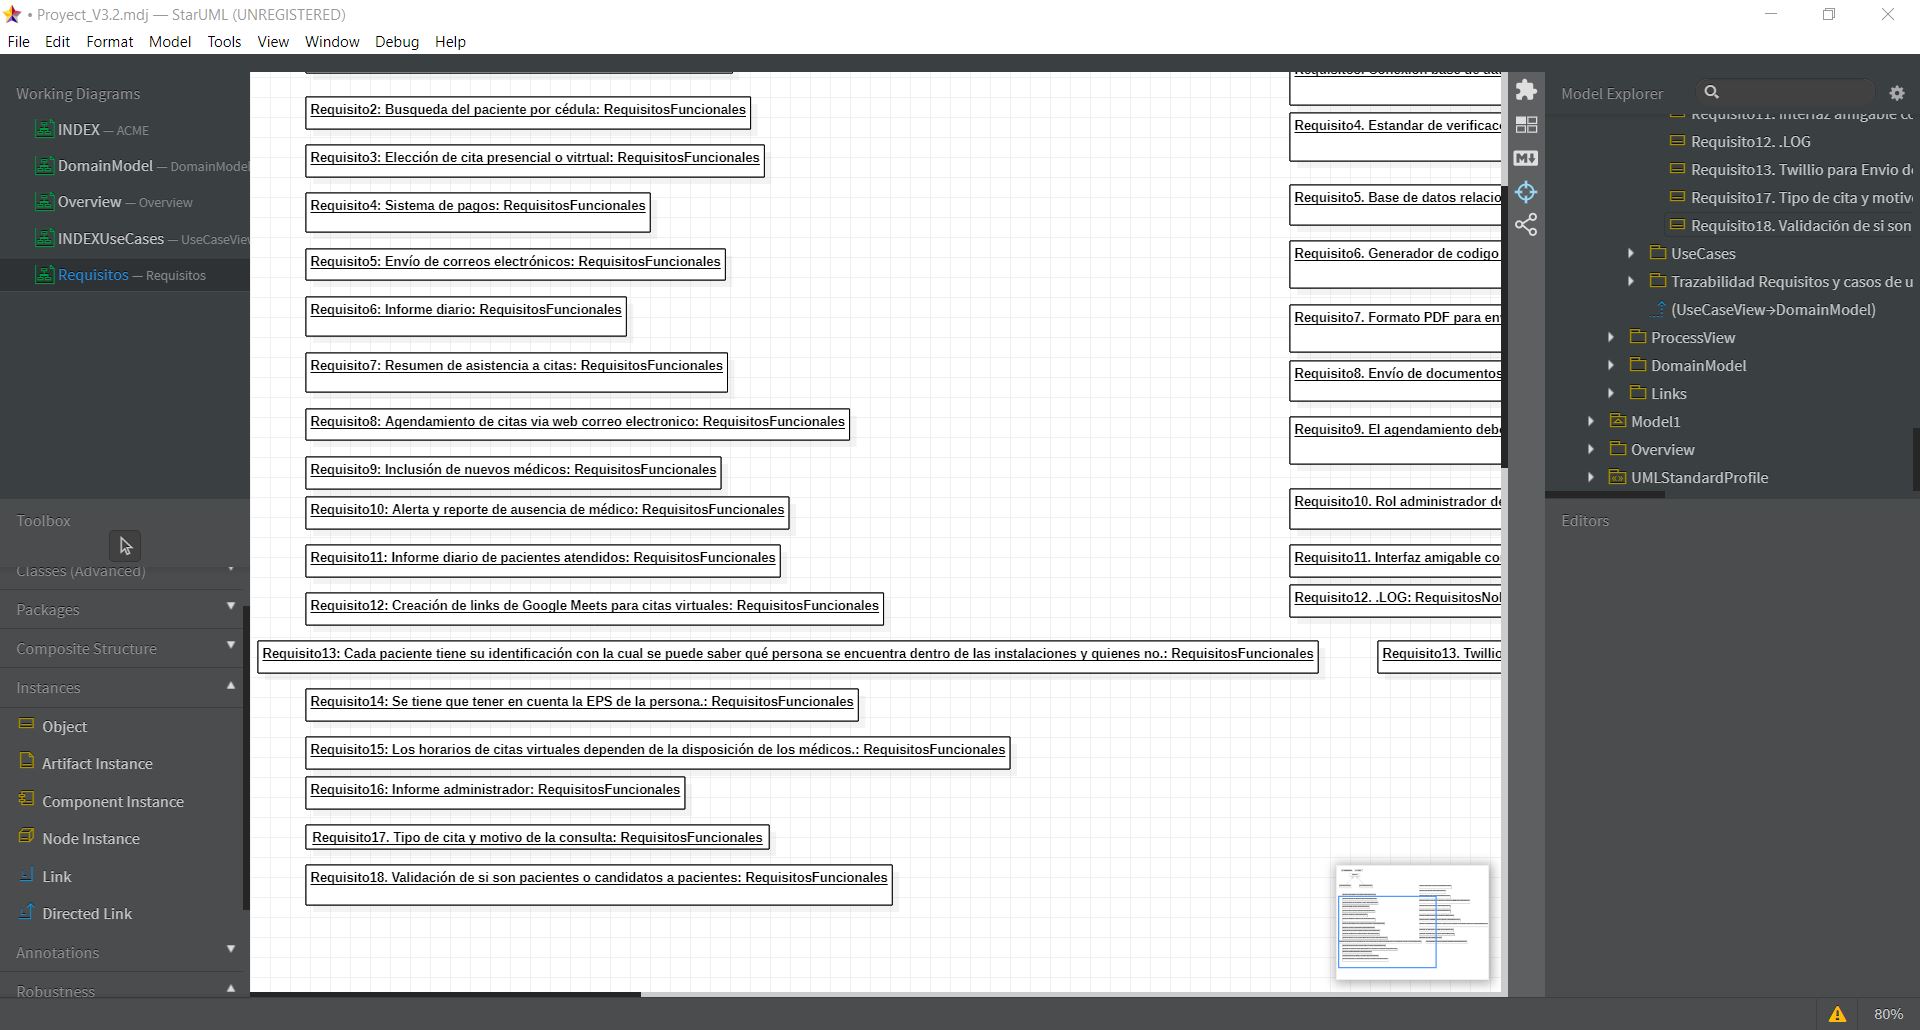 • Proyect_V3.2.mdj — StarUML (UNREGISTERED)
File Edit Format Model Tools View Window Debug Help
Working Diagrams
INDEX — ACME
DomainModel — DomainModel
Overview — Overview
INDEXUseCases — UseCaseView
Requisitos — Requisitos
Toolbox
Classes (Advanced)
Packages
Composite Structure
Instances
Object
Artifact Instance
Component Instance
Node Instance
Link
Directed Link
Annotations
Robustness
Requisito2: Busqueda del paciente por cédula: RequisitosFuncionales
Requisito3: Elección de cita presencial o vitrtual: RequisitosFuncionales
Requisito4: Sistema de pagos: RequisitosFuncionales
Requisito5: Envío de correos electrónicos: RequisitosFuncionales
Requisito6: Informe diario: RequisitosFuncionales
Requisito7: Resumen de asistencia a citas: RequisitosFuncionales
Requisito8: Agendamiento de citas via web correo electronico: RequisitosFuncionales
Requisito9: Inclusión de nuevos médicos: RequisitosFuncionales
Requisito10: Alerta y reporte de ausencia de médico: RequisitosFuncionales
Requisito11: Informe diario de pacientes atendidos: RequisitosFuncionales
Requisito12: Creación de links de Google Meets para citas virtuales: RequisitosFuncionales
Requisito13: Cada paciente tiene su identificación con la cual se puede saber qué persona se encuentra dentro de las instalaciones y quienes no.: RequisitosFuncionales
Requisito14: Se tiene que tener en cuenta la EPS de la persona.: RequisitosFuncionales
Requisito15: Los horarios de citas virtuales dependen de la disposición de los médicos.: RequisitosFuncionales
Requisito16: Informe administrador: RequisitosFuncionales
Requisito17. Tipo de cita y motivo de la consulta: RequisitosFuncionales
Requisito18. Validación de si son pacientes o candidatos a pacientes: RequisitosFuncionales
Requisito4. Estandar de verificac
Requisito5. Base de datos relacio
Requisito6. Generador de codigo
Requisito7. Formato PDF para en
Requisito8. Envío de documentos
Requisito9. El agendamiento debe
Requisito10. Rol administrador de
Requisito11. Interfaz amigable co
Requisito12. .LOG: RequisitosNo
Requisito13. Twillio
Model Explorer
Requisito11. Interfaz amigable co
Requisito12. .LOG
Requisito13. Twillio para Envio de
Requisito17. Tipo de cita y motiv
Requisito18. Validación de si son
UseCases
Trazabilidad Requisitos y casos de u
(UseCaseView→DomainModel)
ProcessView
DomainModel
Links
Model1
Overview
UMLStandardProfile
Editors
80%